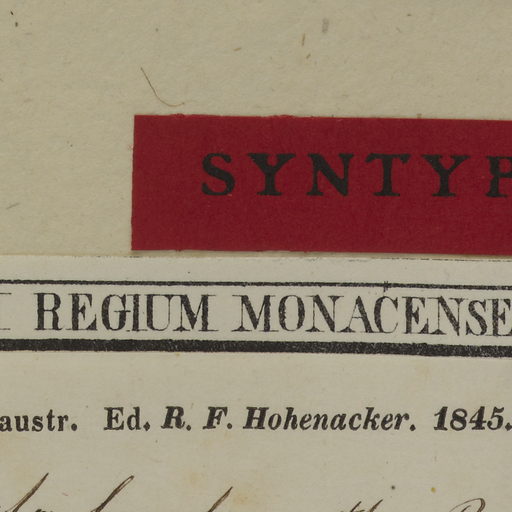 SYNTYP
REGIUM MONACENSE
austr. Ed. R. F. Hohenacker. 1845.